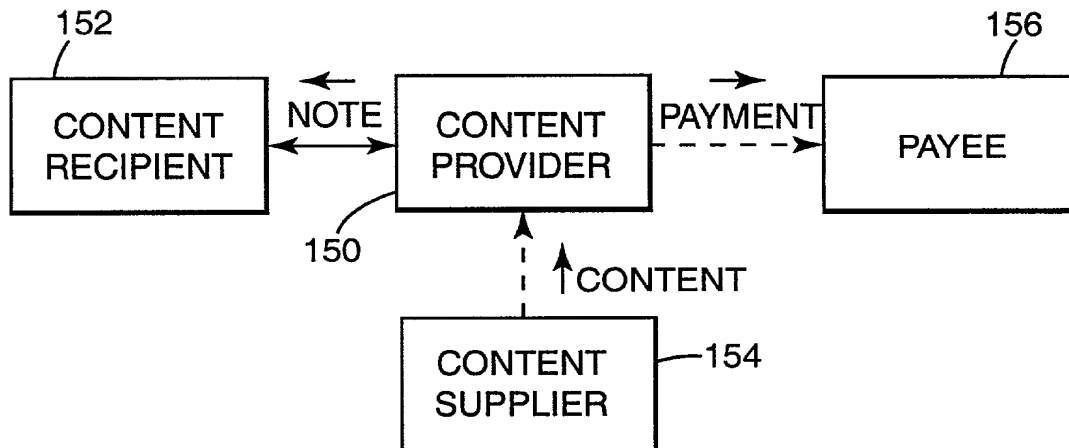 152
156
CONTENT
RECIPIENT
NOTE
CONTENT
PROVIDER
PAYMENT
PAYEE
150
CONTENT
CONTENT
SUPPLIER
154